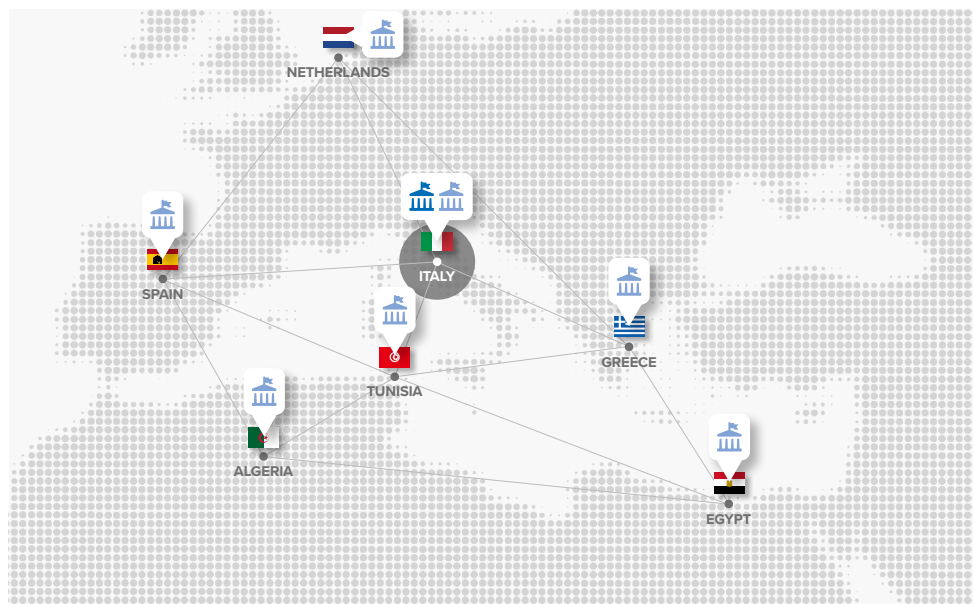 NETHERLANDS
ITALY
SPAIN
GREECE
TUNISIA
ALGERIA
EGYPT